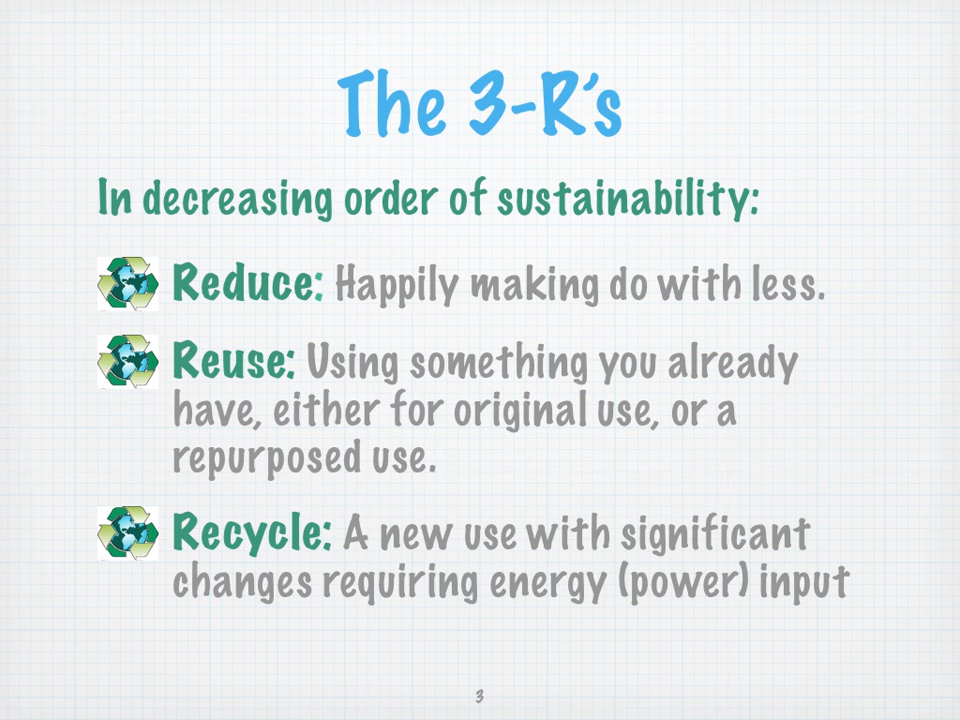 The 3-R's
In decreasing order of sustainability:
Reduce: Happily making do with less.
Reuse: Using something you already
have, either for original use, or a
repurposed use.
Recycle: A new use with significant
changes requiring energy (power) input
3